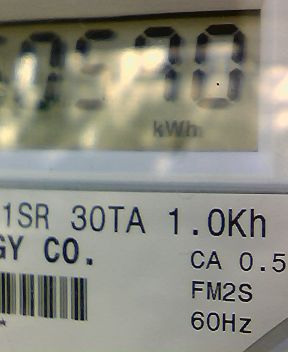 kWh
1SR 30TA 1.0Kh
GY CO.
CA 0.5
FM2S
60Hz